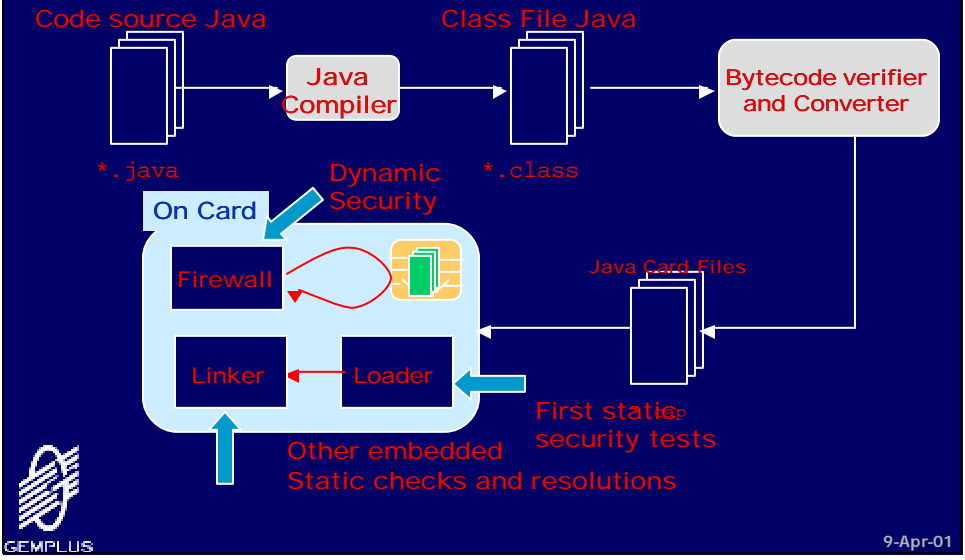 Code source Java
Class File Java
Java
Compiler
Bytecode verifier
and Converter
*.java
*.class
Dynamic
Security
On Card
Firewall
Java Card Files
Linker
Loader
First static
security tests
Other embedded
Static checks and resolutions
GEMPLUS
9-Apr-01